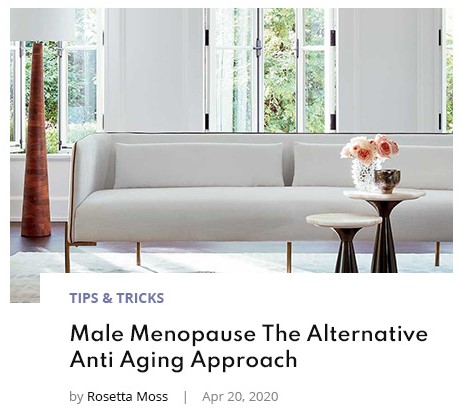 TIPS & TRICKS
Male Menopause The Alternative
Anti Aging Approach
by Rosetta Moss | Apr 20, 2020